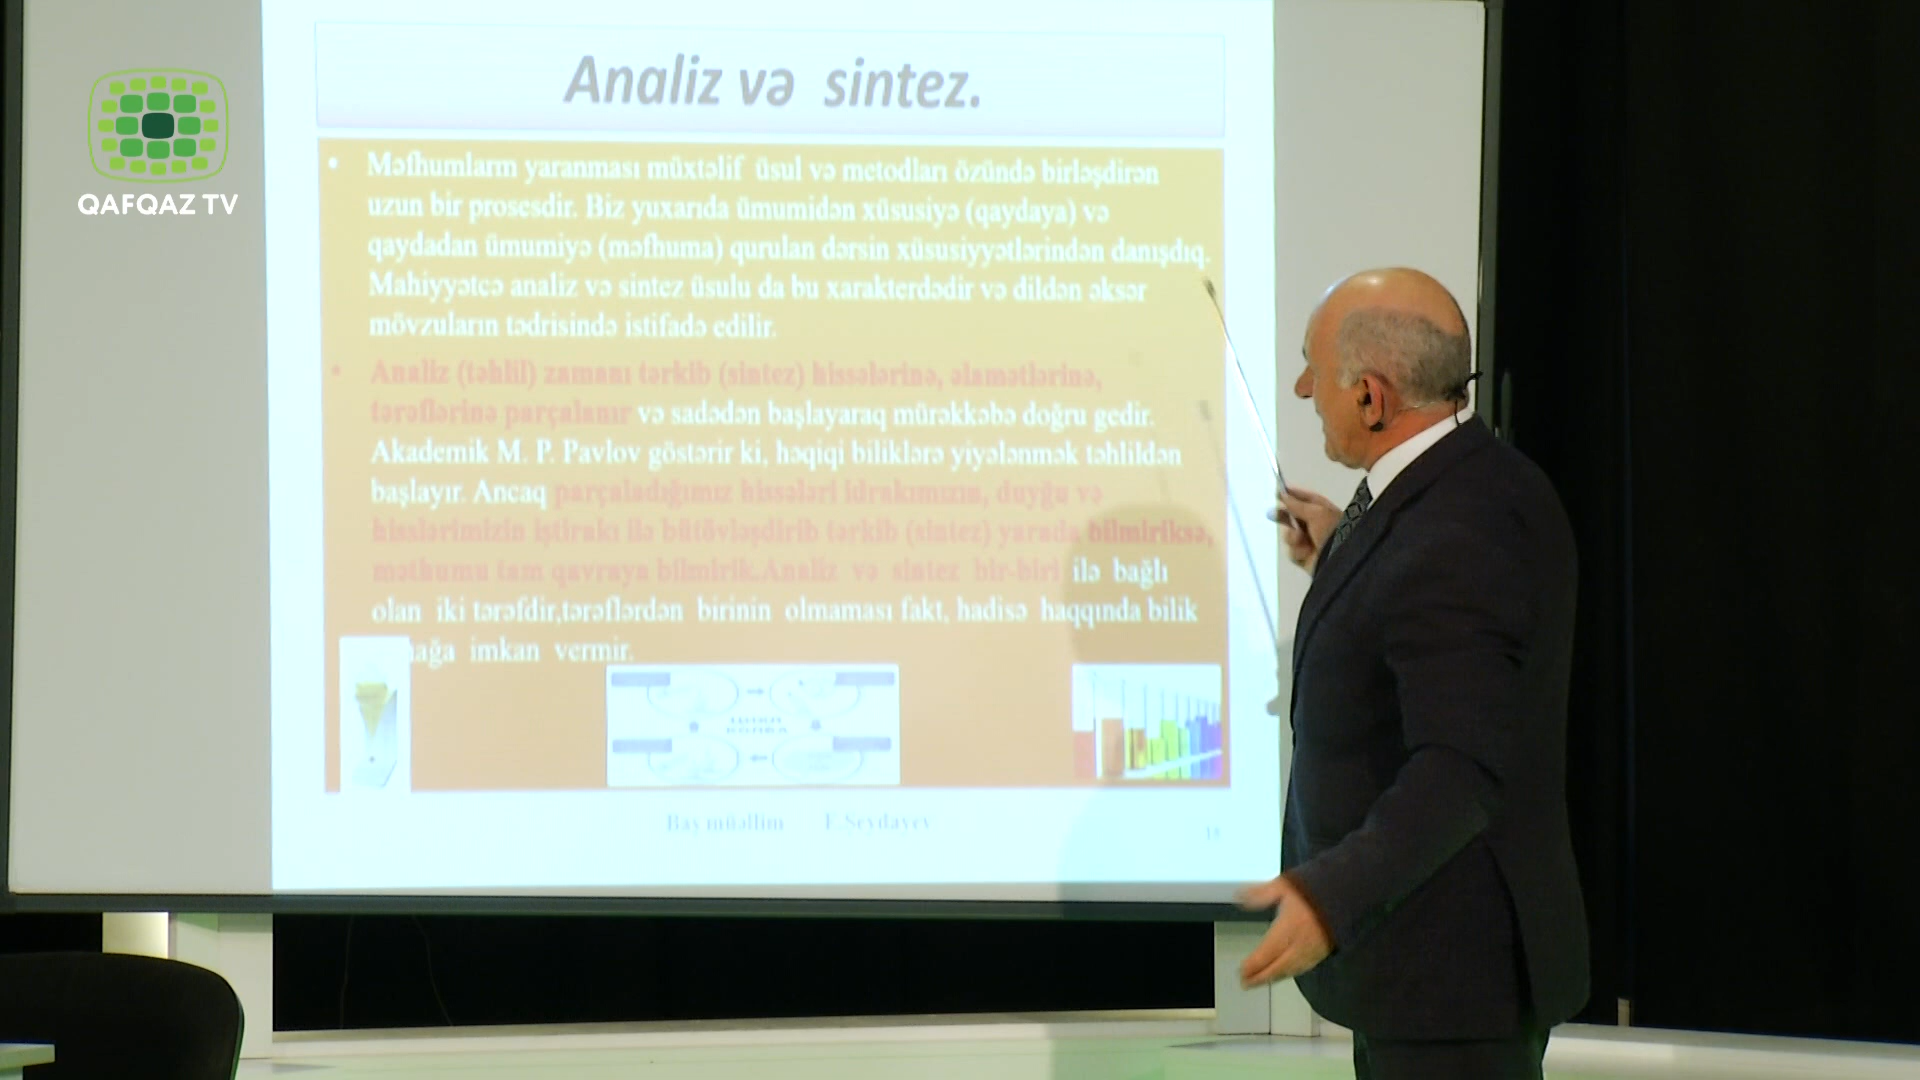 QAFQAZ TV
Analiz və sintez.
• Məfhumların yaranması müxtəlif üsul və metodları özündə birləşdirən
uzun bir prosesdir. Biz yuxarıda ümumidən xüsusiyə (qaydaya) və
qaydadan ümumiyə (məfhuma) qurulan dərsin xüsusiyyətlərindən danışdıq.
Mahiyyətcə analiz və sintez üsulu da bu xarakterdədir və dildən əksər
mövzuların tədrisində istifadə edilir.
• Analiz (təhlil) zamanı tərkib (sintez) hissələrinə, əlamətlərinə,
tərəflərinə parçalanır və sadədən başlayaraq mürəkkəbə doğru gedir.
Akademik M. P. Pavlov göstərir ki, həqiqi biliklərə yiyələnmək təhlildən
başlayır. Ancaq parçaladığımız hissələri idrakımızın, duyğu və
hisslərimizin iştirakı ilə bütövləşdirib tərkib (sintez) yarada bilmiriksə,
məfhumu tam qavraya bilmirik.Analiz və sintez bir-biri ilə bağlı
olan iki tərəfdir,tərəflərdən birinin olmaması fakt, hadisə haqqında bilik
imkan vermir.
Baş müəllim